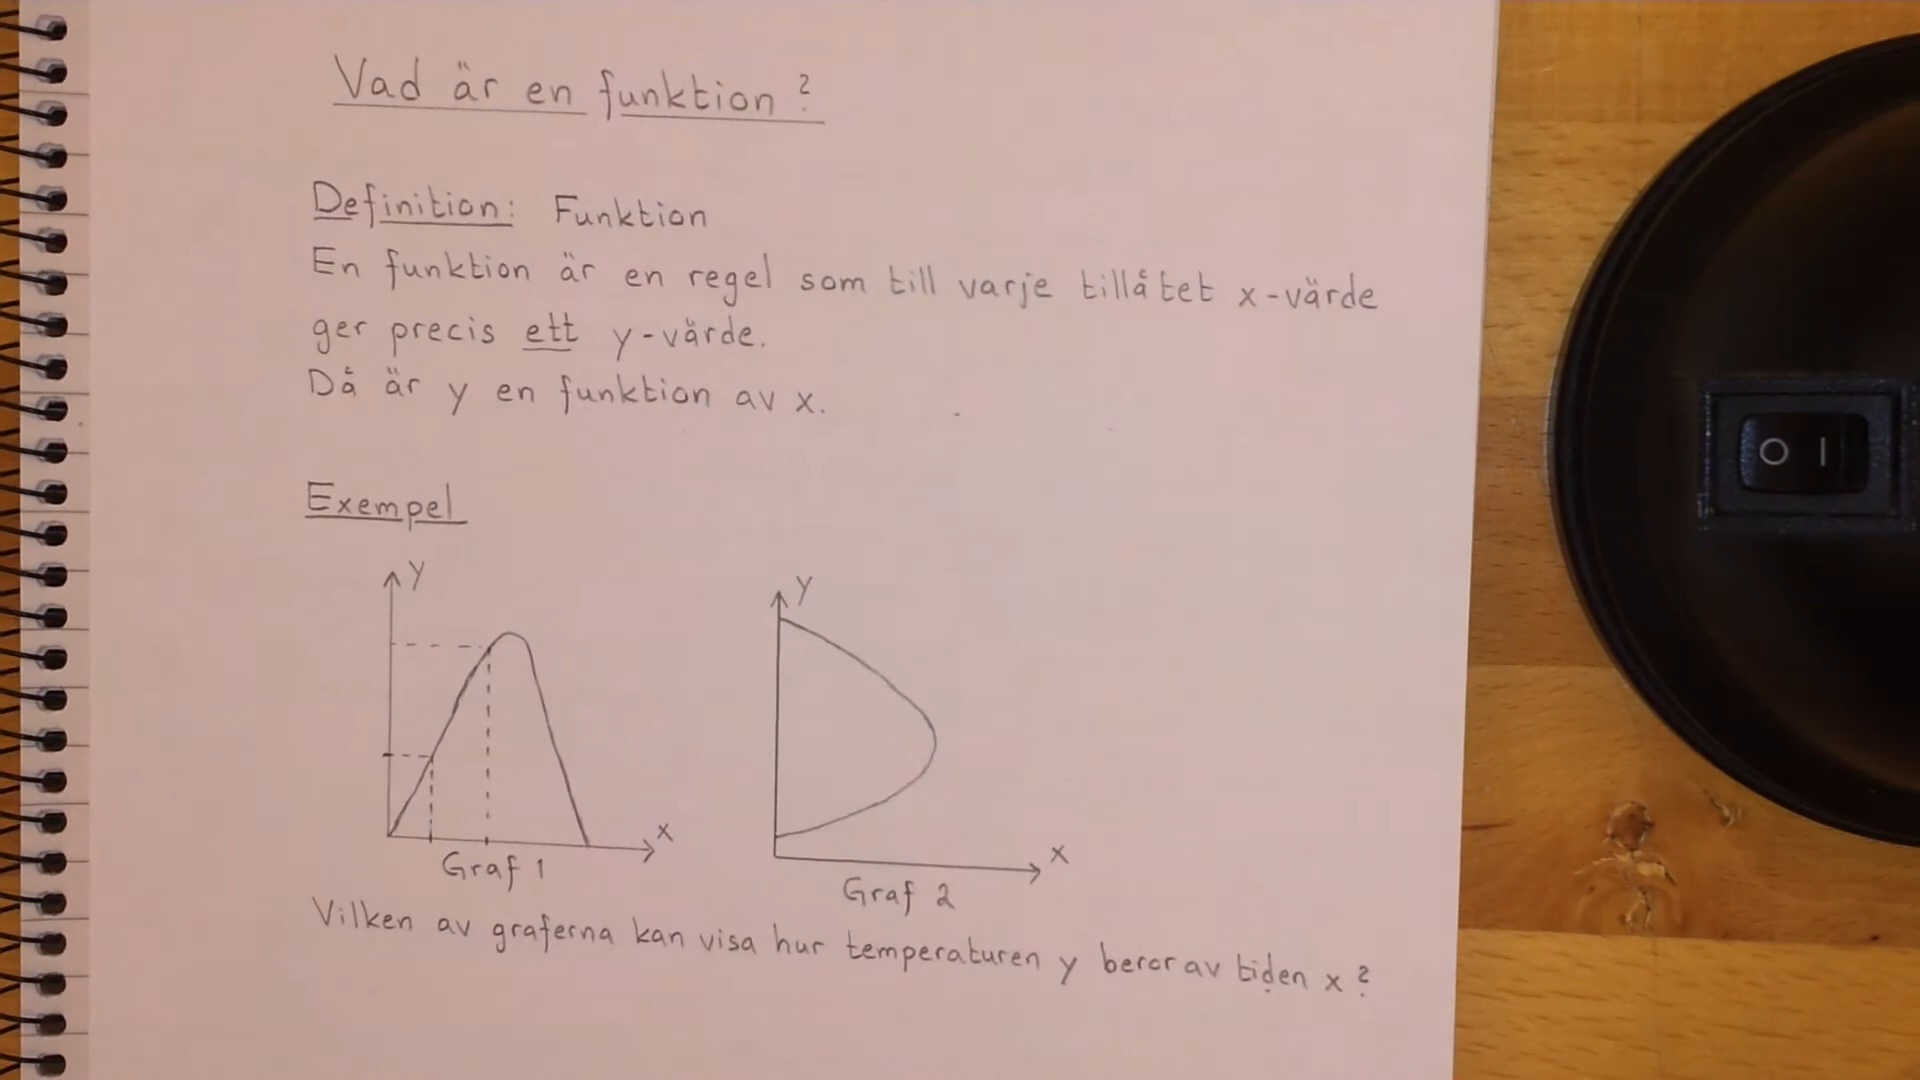 Vad är en funktion?
Definition: Funktion
En funktion är en regel som till varje tillåtet x-värde
ger precis ett y-värde.
Då är y en funktion av x.
Exempel
y
y
x
x
Graf 1
Graf 2
Vilken av graferna kan visa hur temperaturen y beror av tiden x?
O I